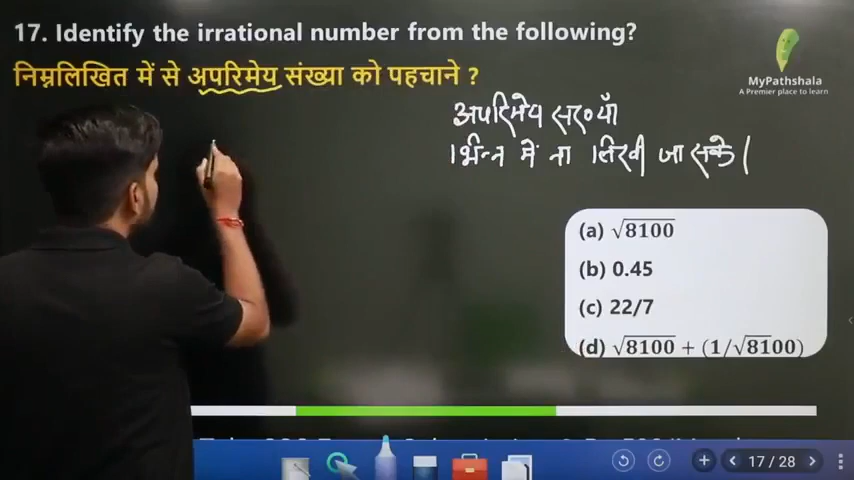 17. Identify the irrational number from the following?
निम्नलिखित में से अपरिमेय संख्या को पहचाने ?
MyPathshala
A Premier place to learn
अपरिमेय
में ना लिखी जा सके|
(a) √8100
(b) 0.45
(c) 22/7
(d) √8100 + (1/√8100)
17 / 28